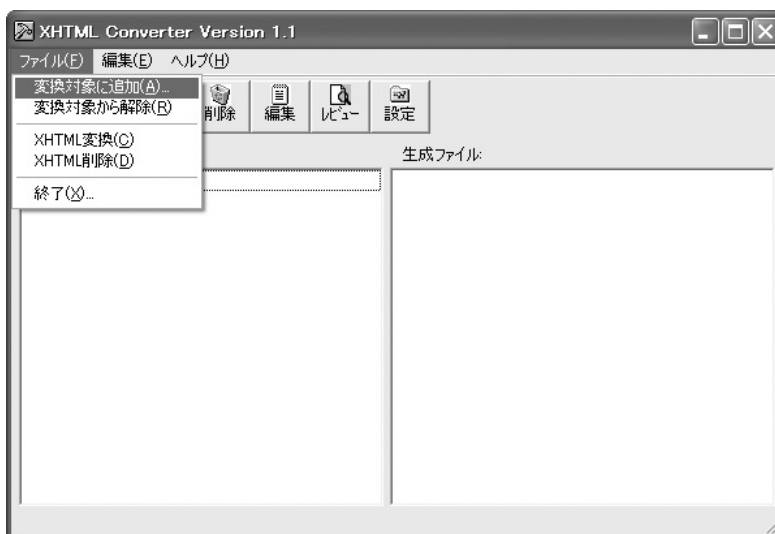 XHTML Converter Version 1.1
ファイル(F) 編集(E) ヘルプ(H)
変換対象に追加(A)...
変換対象から解除(R)
XHTML変換(C)
XHTML削除(D)
終了(X)...
削除 編集 レビュー 設定
生成ファイル: